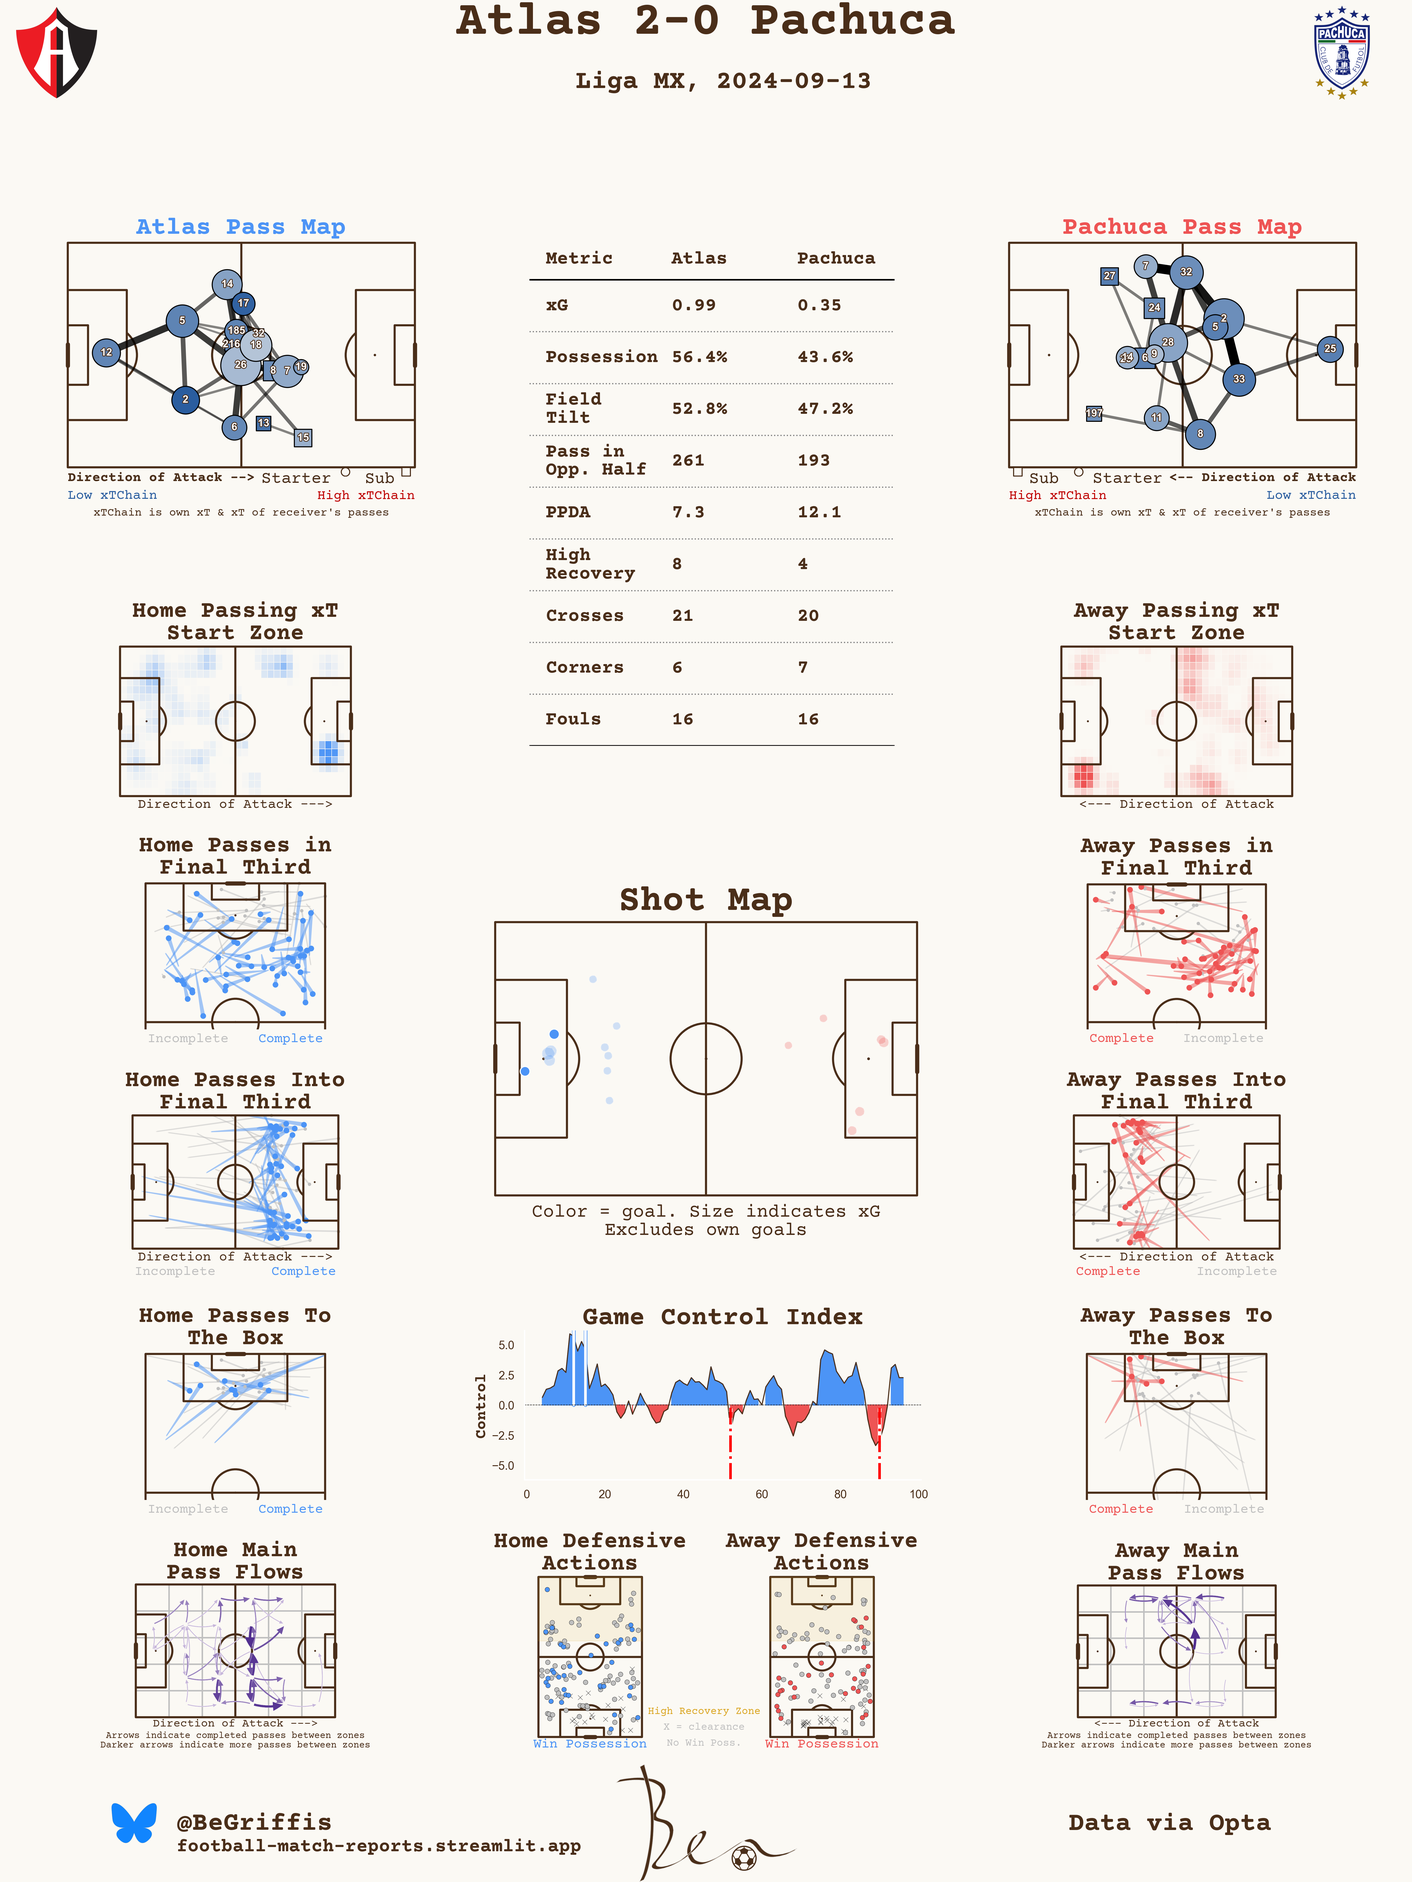 Atlas 2-0 Pachuca
Liga MX, 2024-09-13
PACHUCA
CLUB DE FUTBOL
Atlas Pass Map
14
17
5
185
32
18
12
26
8
7
19
2
6
13
15
Direction of Attack --> Starter Sub
Low xTChain High xTChain
xTChain is own xT & xT of receiver's passes
Metric Atlas Pachuca
xG 0.99 0.35
Possession 56.4% 43.6%
Field
Tilt 52.8% 47.2%
Pass in
Opp. Half 261 193
PPDA 7.3 12.1
High
Recovery 8 4
Crosses 21 20
Corners 6 7
Fouls 16 16
Pachuca Pass Map
27
7
32
24
2
5
28
14
6
9
25
33
197
11
8
Sub Starter <-- Direction of Attack
High xTChain Low xTChain
xTChain is own xT & xT of receiver's passes
Home Passing xT
Start Zone
Direction of Attack --->
Away Passing xT
Start Zone
<--- Direction of Attack
Home Passes in
Final Third
Incomplete Complete
Away Passes in
Final Third
Complete Incomplete
Shot Map
Color = goal. Size indicates xG
Excludes own goals
Home Passes Into
Final Third
Direction of Attack --->
Incomplete Complete
Away Passes Into
Final Third
<--- Direction of Attack
Complete Incomplete
Home Passes To
The Box
Incomplete Complete
Game Control Index
Control
5.0
2.5
0.0
−2.5
−5.0
0 20 40 60 80 100
Away Passes To
The Box
Complete Incomplete
Home Main
Pass Flows
Direction of Attack --->
Arrows indicate completed passes between zones
Darker arrows indicate more passes between zones
Home Defensive
Actions
Win Possession
Away Defensive
Actions
Win Possession
High Recovery Zone
X = clearance
No Win Poss.
Away Main
Pass Flows
<--- Direction of Attack
Arrows indicate completed passes between zones
Darker arrows indicate more passes between zones
@BeGriffis
football-match-reports.streamlit.app
Ben
Data via Opta